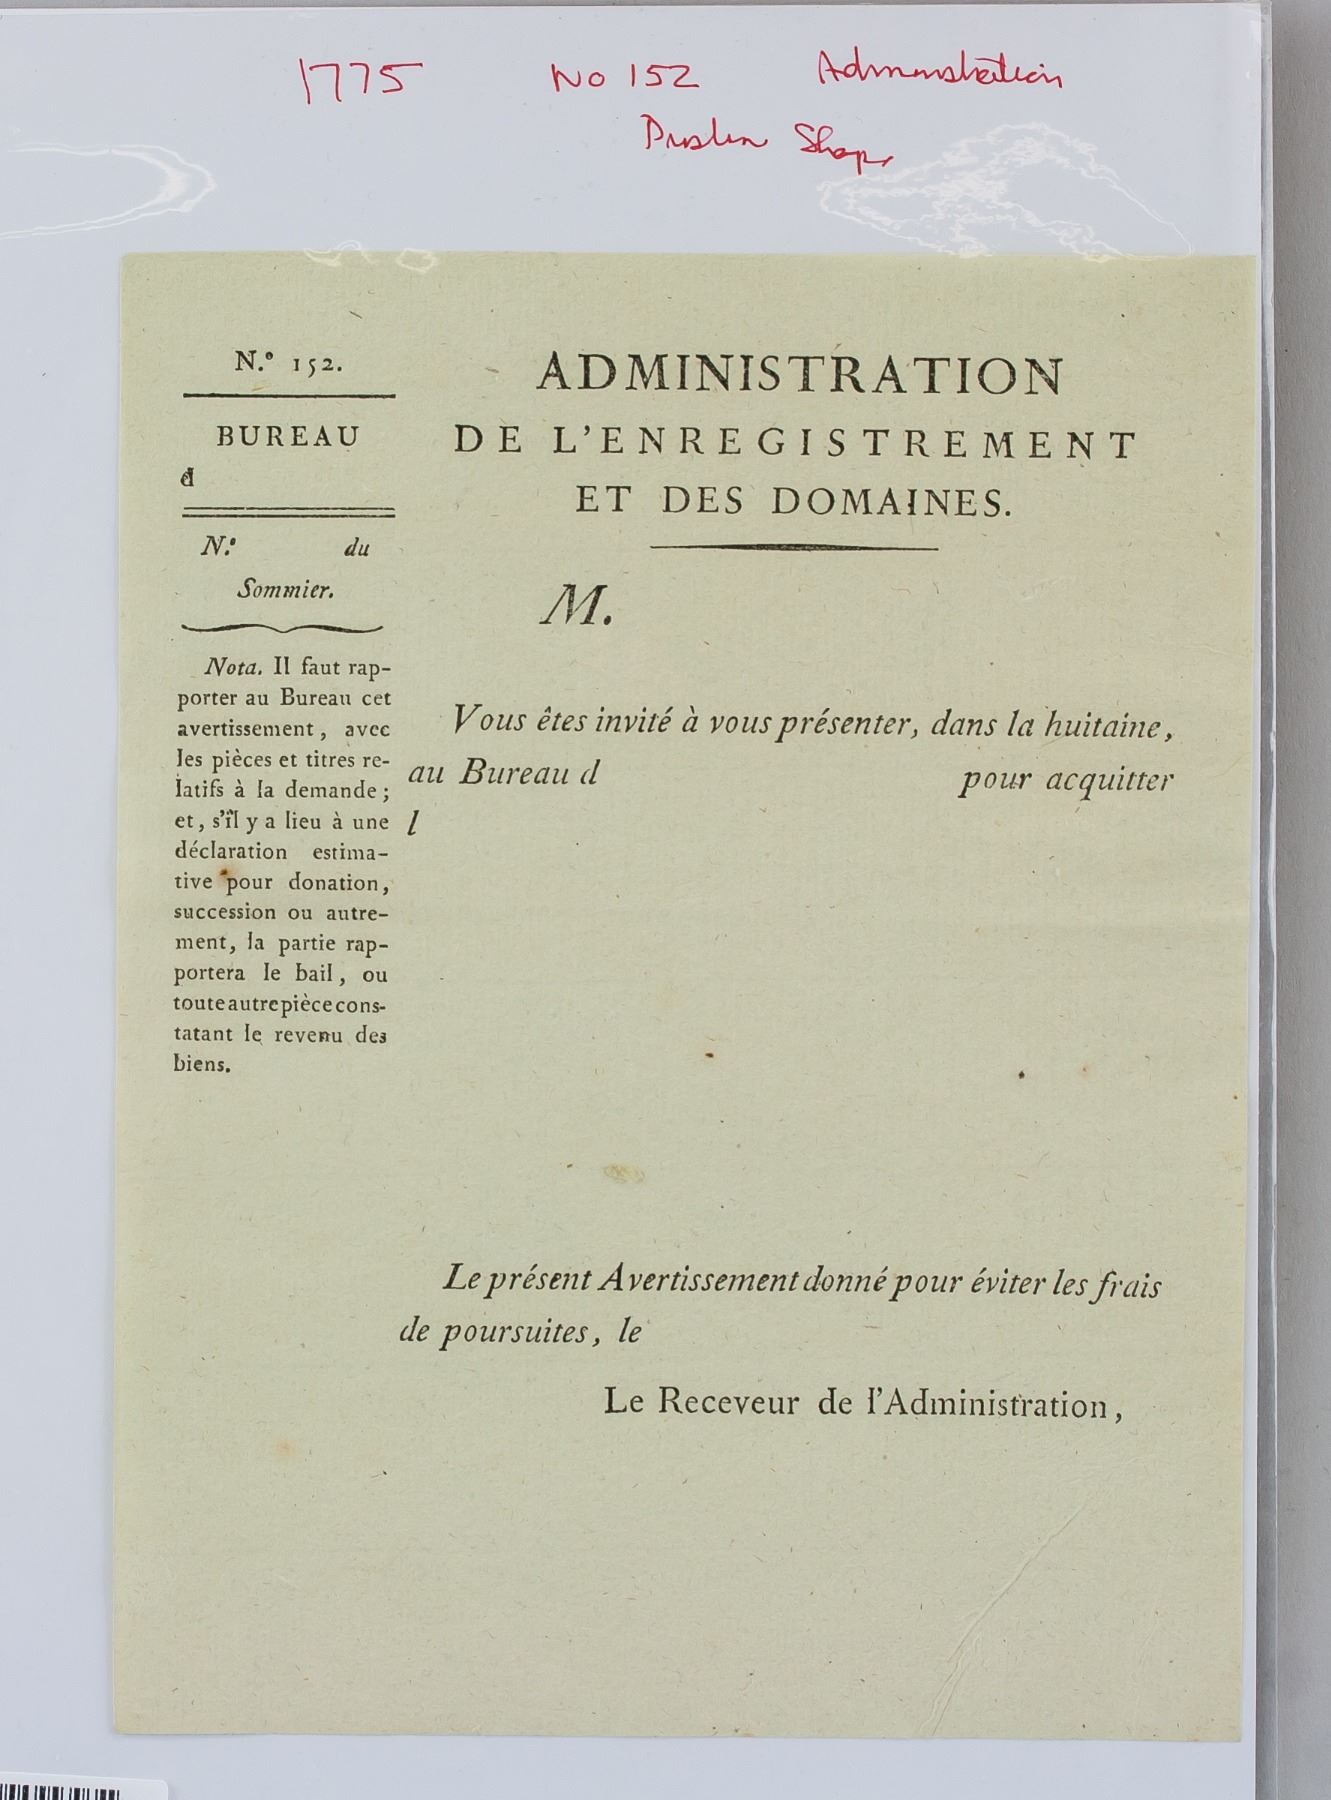 1775 No 152 Administration
Shop
N.º 152.
BUREAU
d
N.º du
Sommier.
Nota. Il faut rap-
porter au Bureau cet
avertissement, avec
les pièces et titres re-
latifs à la demande;
et, s'il y a lieu à une
déclaration estima-
tive pour donation,
succession ou autre-
ment, la partie rap-
portera le bail, ou
toute autre pièce cons-
tatant le revenu des
biens.
ADMINISTRATION
DE L'ENREGISTREMENT
ET DES DOMAINES.
M.
Vous êtes invité à vous présenter, dans la huitaine,
au Bureau d pour acquitter
l
Le présent Avertissement donné pour éviter les frais
de poursuites, le
Le Receveur de l'Administration,